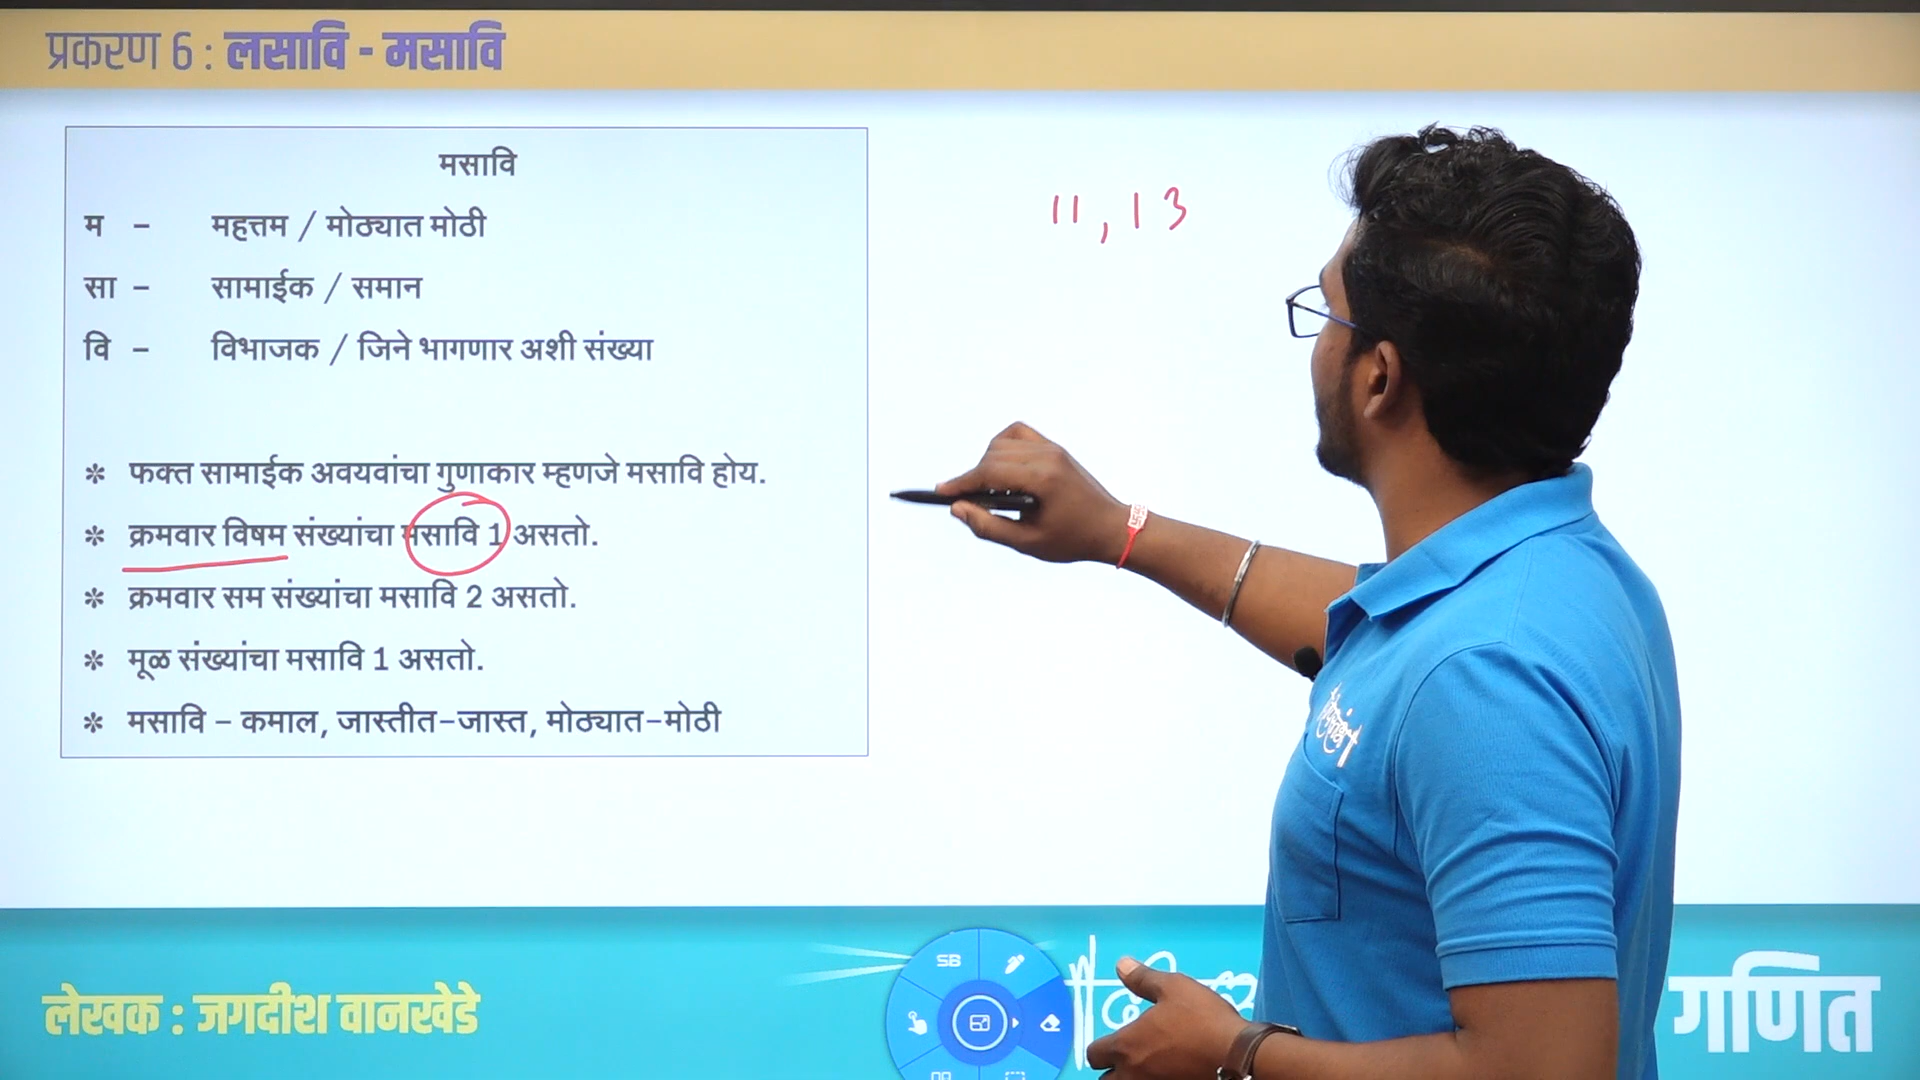 प्रकरण 6 : लसावि - मसावि
मसावि
म - महत्तम / मोठ्यात मोठी
सा - सामाईक / समान
वि - विभाजक / जिने भागणार अशी संख्या
* फक्त सामाईक अवयवांचा गुणाकार म्हणजे मसावि होय.
* क्रमवार विषम संख्यांचा मसावि 1 असतो.
* क्रमवार सम संख्यांचा मसावि 2 असतो.
* मूळ संख्यांचा मसावि 1 असतो.
* मसावि - कमाल, जास्तीत-जास्त, मोठ्यात-मोठी
11, 13
लेखक : जगदीश वानखेडे
SB
गणित